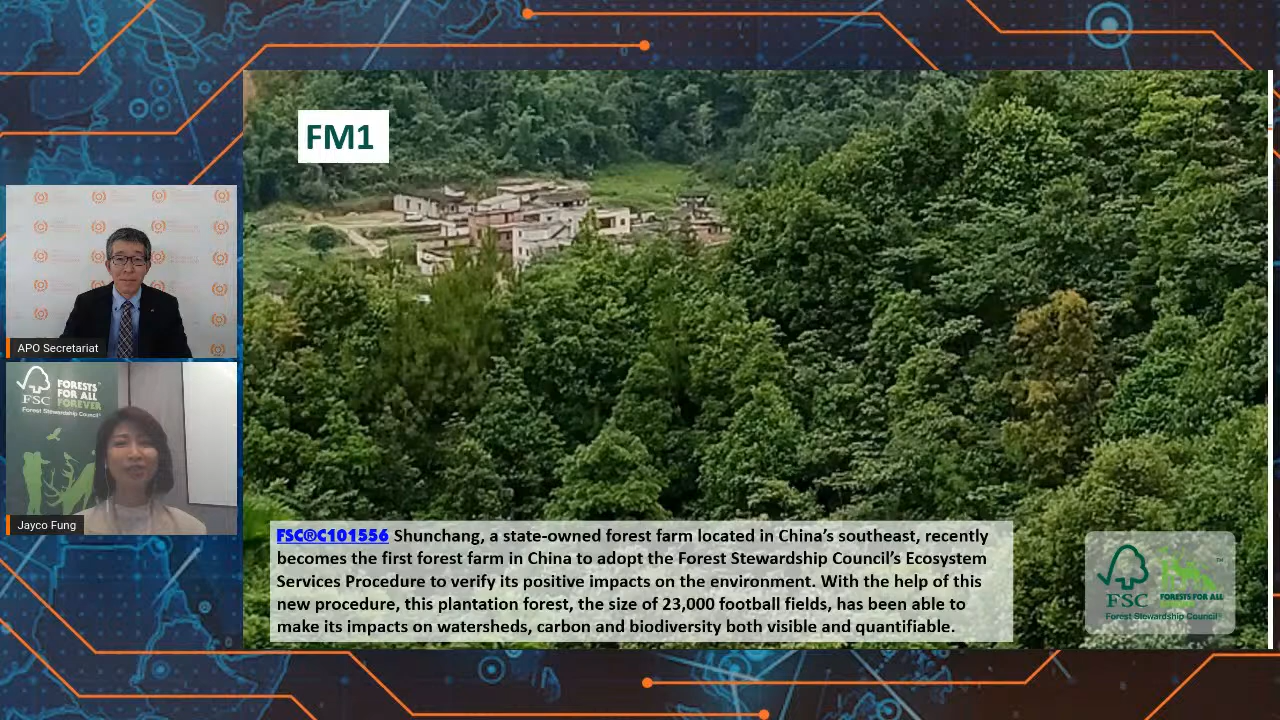 FM1
APO Secretariat
FSC
FORESTS
FOR ALL
FOREVER
Forest Stewardship Council
Jayco Fung
FSC®C101556 Shunchang, a state-owned forest farm located in China’s southeast, recently
becomes the first forest farm in China to adopt the Forest Stewardship Council’s Ecosystem
Services Procedure to verify its positive impacts on the environment. With the help of this
new procedure, this plantation forest, the size of 23,000 football fields, has been able to
make its impacts on watersheds, carbon and biodiversity both visible and quantifiable.
FSC
FORESTS FOR ALL
Forest Stewardship Council